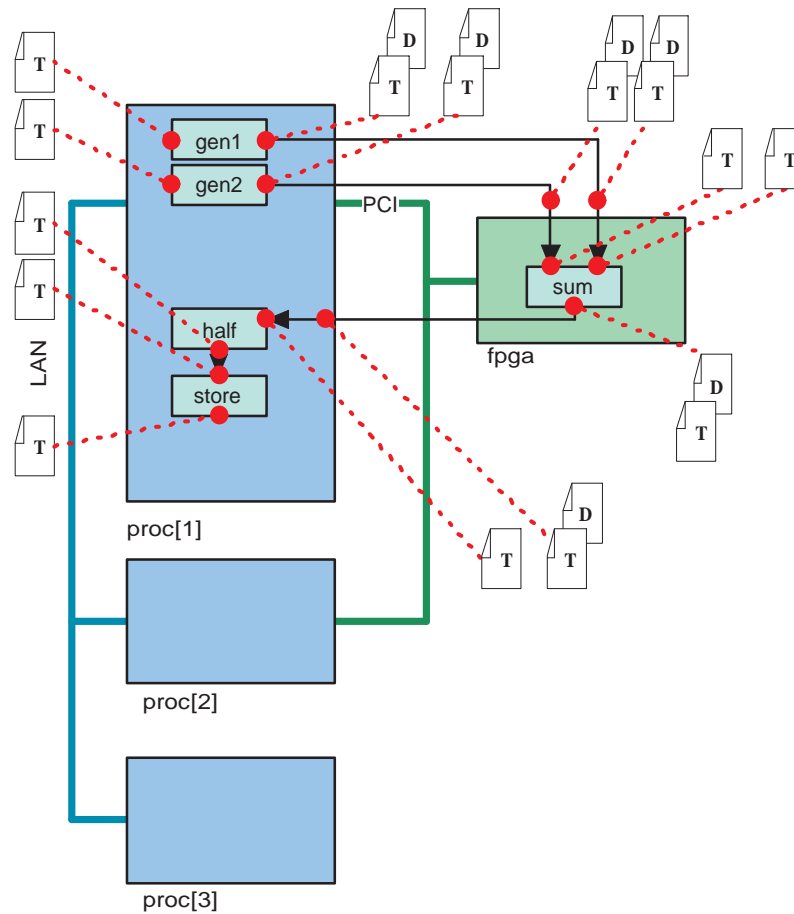 D D D D
T T T T T
gen1
T gen2 T T
PCI
T
sum
T half
LAN fpga
store D
T T
proc[1] D
T T
proc[2]
proc[3]